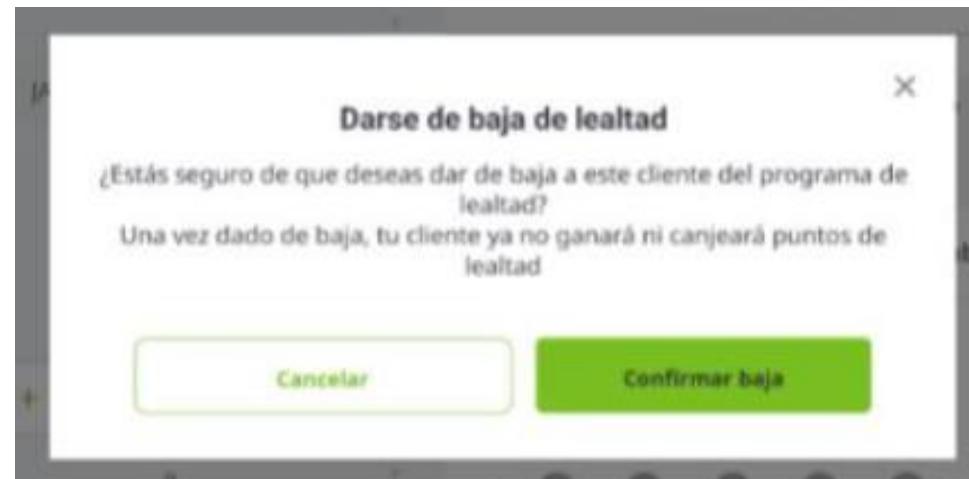 Darse de baja de lealtad
¿Estás seguro de que deseas dar de baja a este cliente del programa de
lealtad?
Una vez dado de baja, tu cliente ya no ganará ni canjeará puntos de
lealtad
Cancelar
Confirmar baja